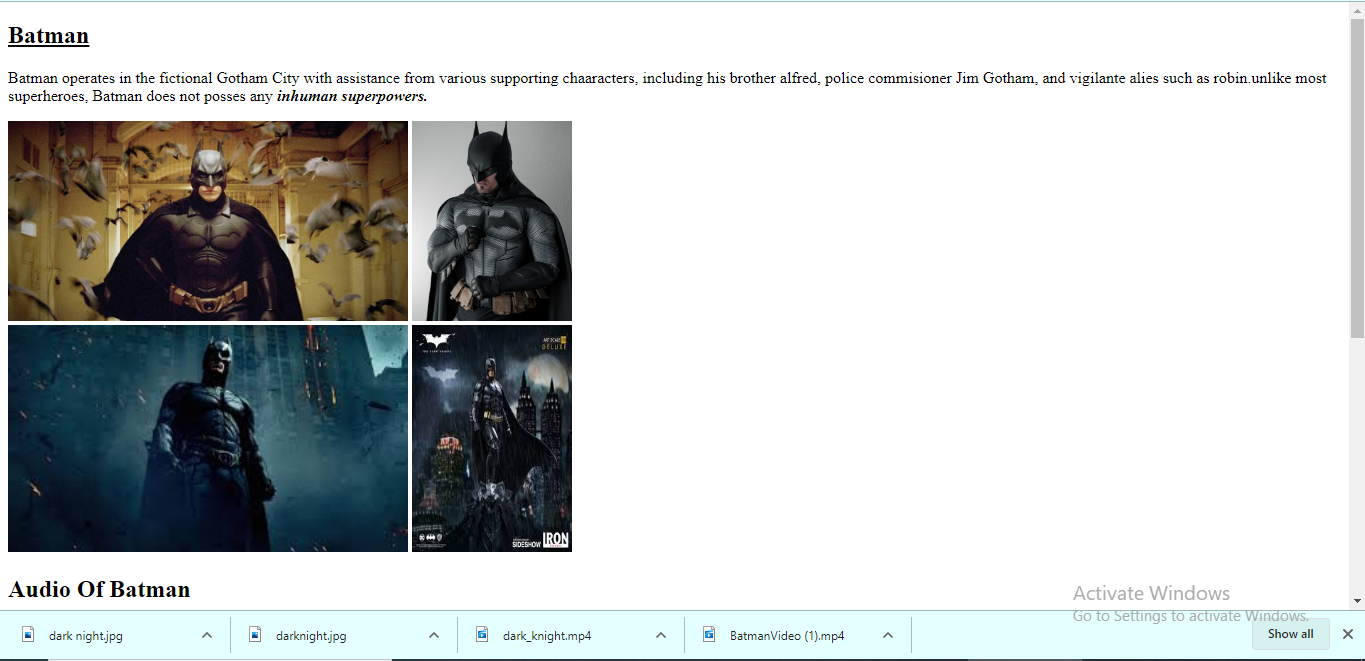 Batman
Batman operates in the fictional Gotham City with assistance from various supporting chaaracters, including his brother alfred, police commisioner Jim Gotham, and vigilante alies such as robin.unlike most
superheroes, Batman does not posses any inhuman superpowers.
ART SCALE
DELUXE
SIDESHOW
IRON
Audio Of Batman
Activate Windows
Go to Settings to activate Windows.
dark night.jpg
darknight.jpg
dark_knight.mp4
BatmanVideo (1).mp4
Show all